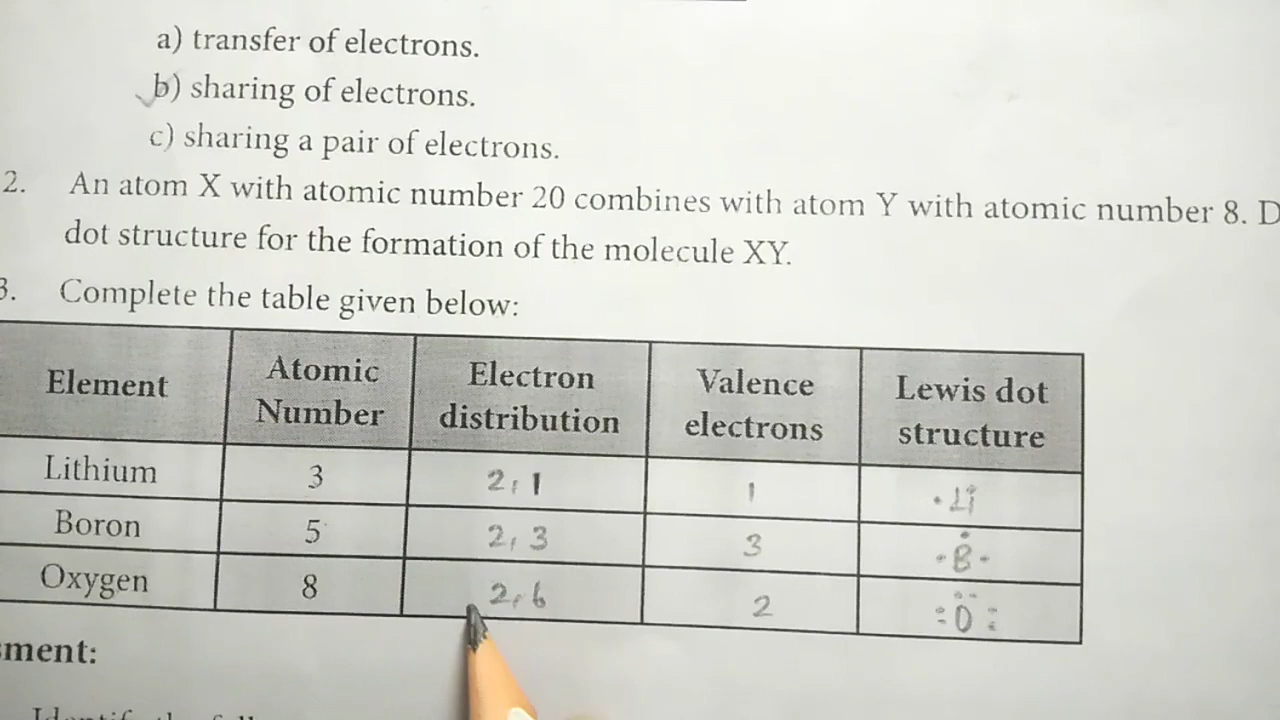 a) transfer of electrons.
b) sharing of electrons.
c) sharing a pair of electrons.
2. An atom X with atomic number 20 combines with atom Y with atomic number 8. D
dot structure for the formation of the molecule XY.
3. Complete the table given below:
Element Atomic Number Electron distribution Valence electrons Lewis dot structure
Lithium 3 2,1 1 ·Li
Boron 5 2,3 3 ·B·
Oxygen 8 2,6 2 :O:
ment: